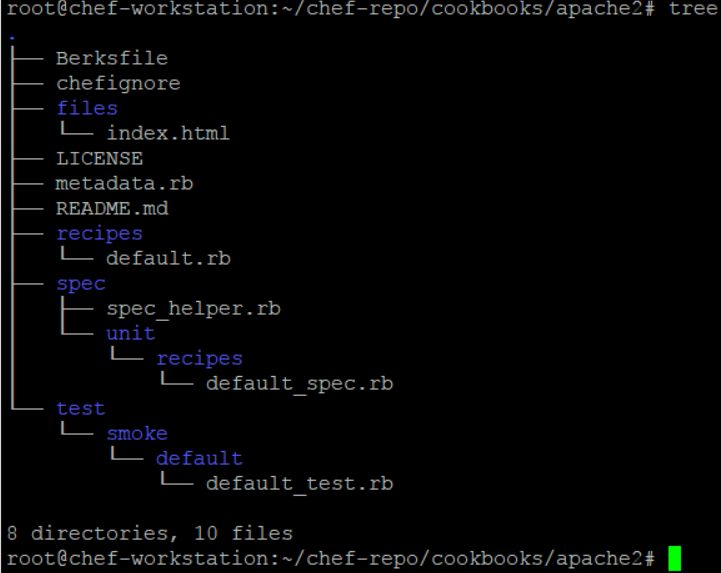 root@chef-workstation:~/chef-repo/cookbooks/apache2# tree
.
├── Berksfile
├── chefignore
├── files
│   └── index.html
├── LICENSE
├── metadata.rb
├── README.md
├── recipes
│   └── default.rb
├── spec
│   ├── spec_helper.rb
│   └── unit
│       └── recipes
│           └── default_spec.rb
└── test
    └── smoke
        └── default
            └── default_test.rb
8 directories, 10 files
root@chef-workstation:~/chef-repo/cookbooks/apache2#